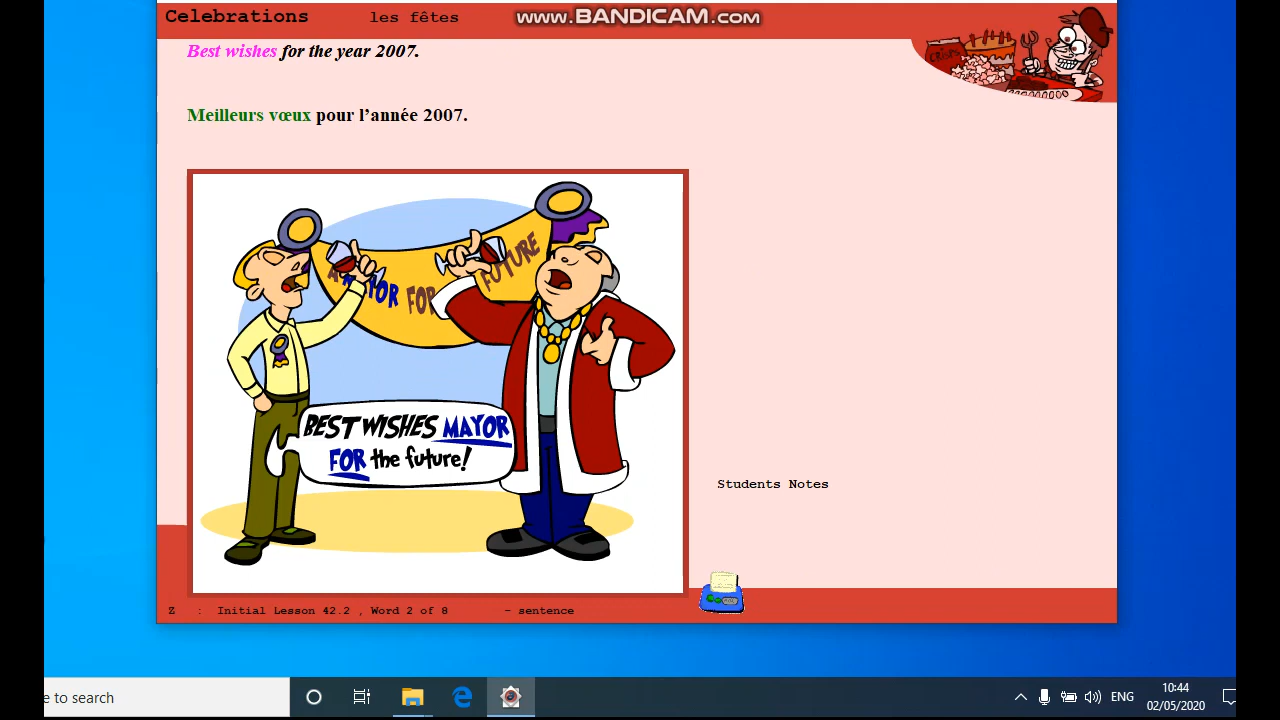 Celebrations les fêtes
www.BANDICAM.com
Best wishes for the year 2007.
CRISPS
Meilleurs vœux pour l'année 2007.
MAYOR FOR FUTURE
BEST WISHES MAYOR
FOR the future!
Students Notes
Z : Initial Lesson 42.2 , Word 2 of 8 - sentence
e to search
ENG
10:44
02/05/2020